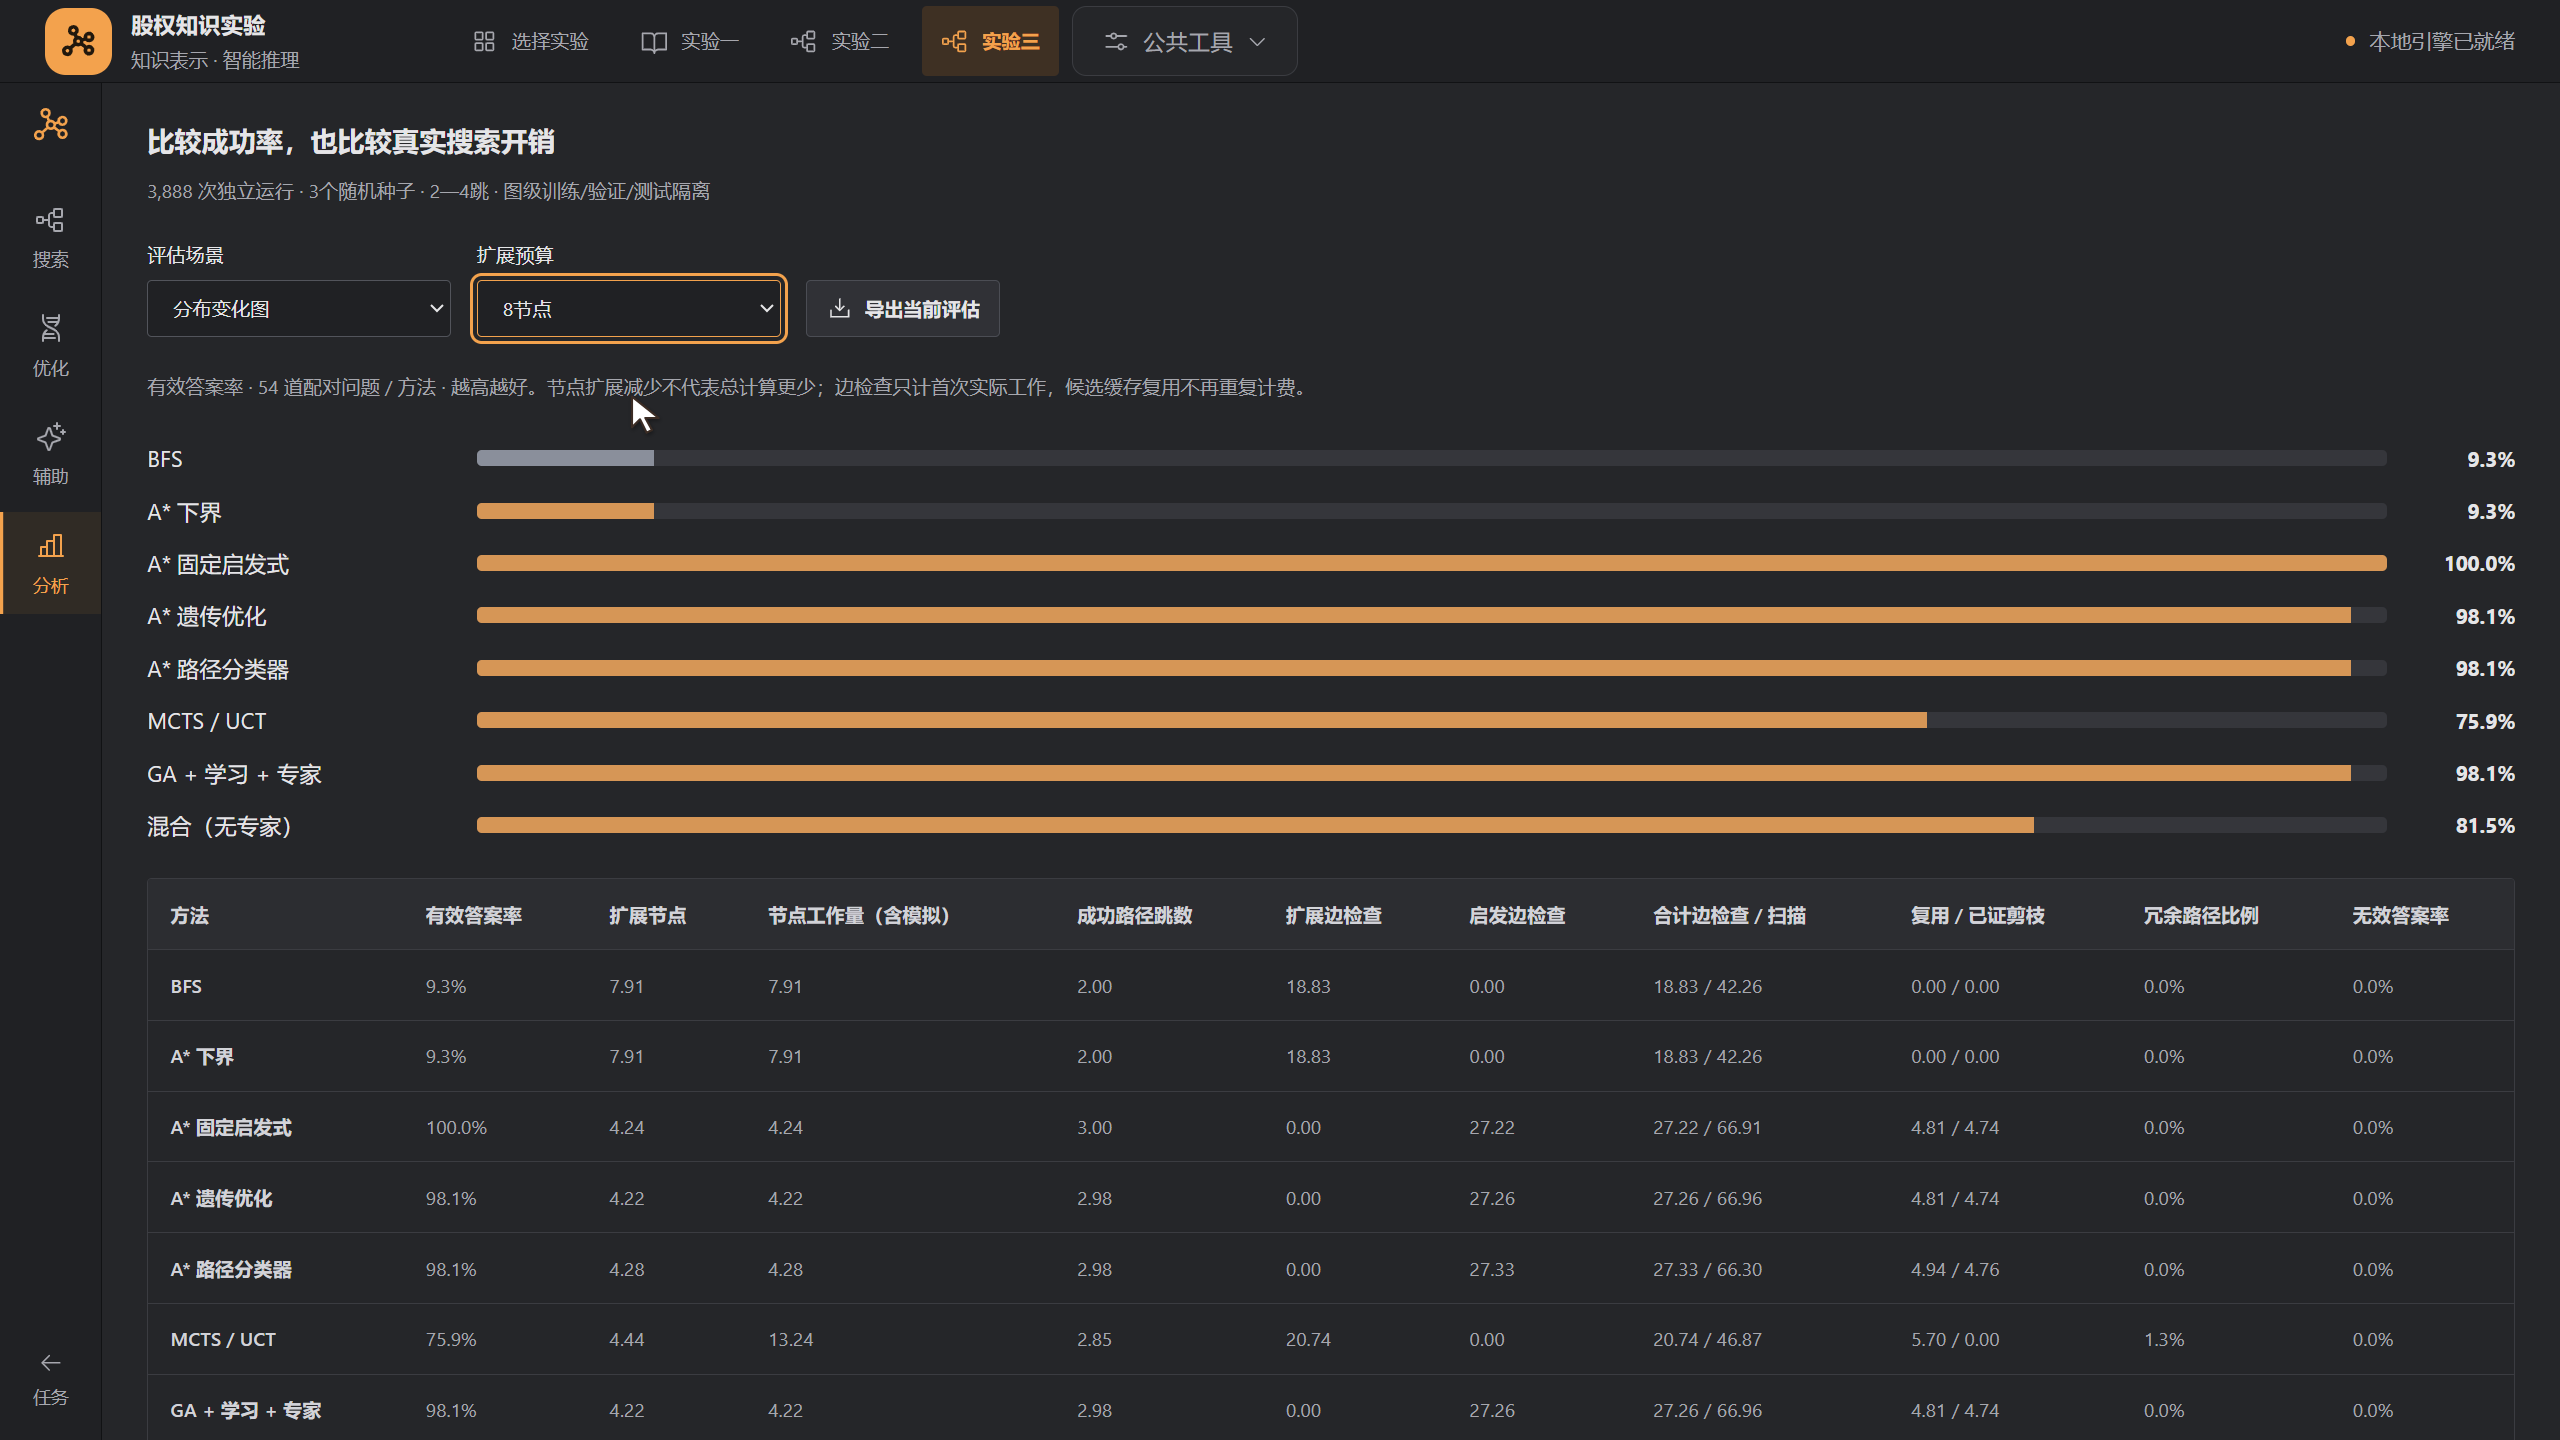 股权知识实验
知识表示 · 智能推理
选择实验
实验一
实验二
实验三
公共工具
本地引擎已就绪
搜索
优化
辅助
分析
任务
比较成功率，也比较真实搜索开销
3,888 次独立运行 · 3个随机种子 · 2—4跳 · 图级训练/验证/测试隔离
评估场景
扩展预算
分布变化图
8节点
导出当前评估
有效答案率 · 54 道配对问题 / 方法 · 越高越好。节点扩展减少不代表总计算更少；边检查只计首次实际工作，候选缓存复用不再重复计费。
BFS 9.3%
A* 下界 9.3%
A* 固定启发式 100.0%
A* 遗传优化 98.1%
A* 路径分类器 98.1%
MCTS / UCT 75.9%
GA + 学习 + 专家 98.1%
混合（无专家） 81.5%
方法 有效答案率 扩展节点 节点工作量（含模拟） 成功路径跳数 扩展边检查 启发边检查 合计边检查 / 扫描 复用 / 已证剪枝 冗余路径比例 无效答案率
BFS 9.3% 7.91 7.91 2.00 18.83 0.00 18.83 / 42.26 0.00 / 0.00 0.0% 0.0%
A* 下界 9.3% 7.91 7.91 2.00 18.83 0.00 18.83 / 42.26 0.00 / 0.00 0.0% 0.0%
A* 固定启发式 100.0% 4.24 4.24 3.00 0.00 27.22 27.22 / 66.91 4.81 / 4.74 0.0% 0.0%
A* 遗传优化 98.1% 4.22 4.22 2.98 0.00 27.26 27.26 / 66.96 4.81 / 4.74 0.0% 0.0%
A* 路径分类器 98.1% 4.28 4.28 2.98 0.00 27.33 27.33 / 66.30 4.94 / 4.76 0.0% 0.0%
MCTS / UCT 75.9% 4.44 13.24 2.85 20.74 0.00 20.74 / 46.87 5.70 / 0.00 1.3% 0.0%
GA + 学习 + 专家 98.1% 4.22 4.22 2.98 0.00 27.26 27.26 / 66.96 4.81 / 4.74 0.0% 0.0%